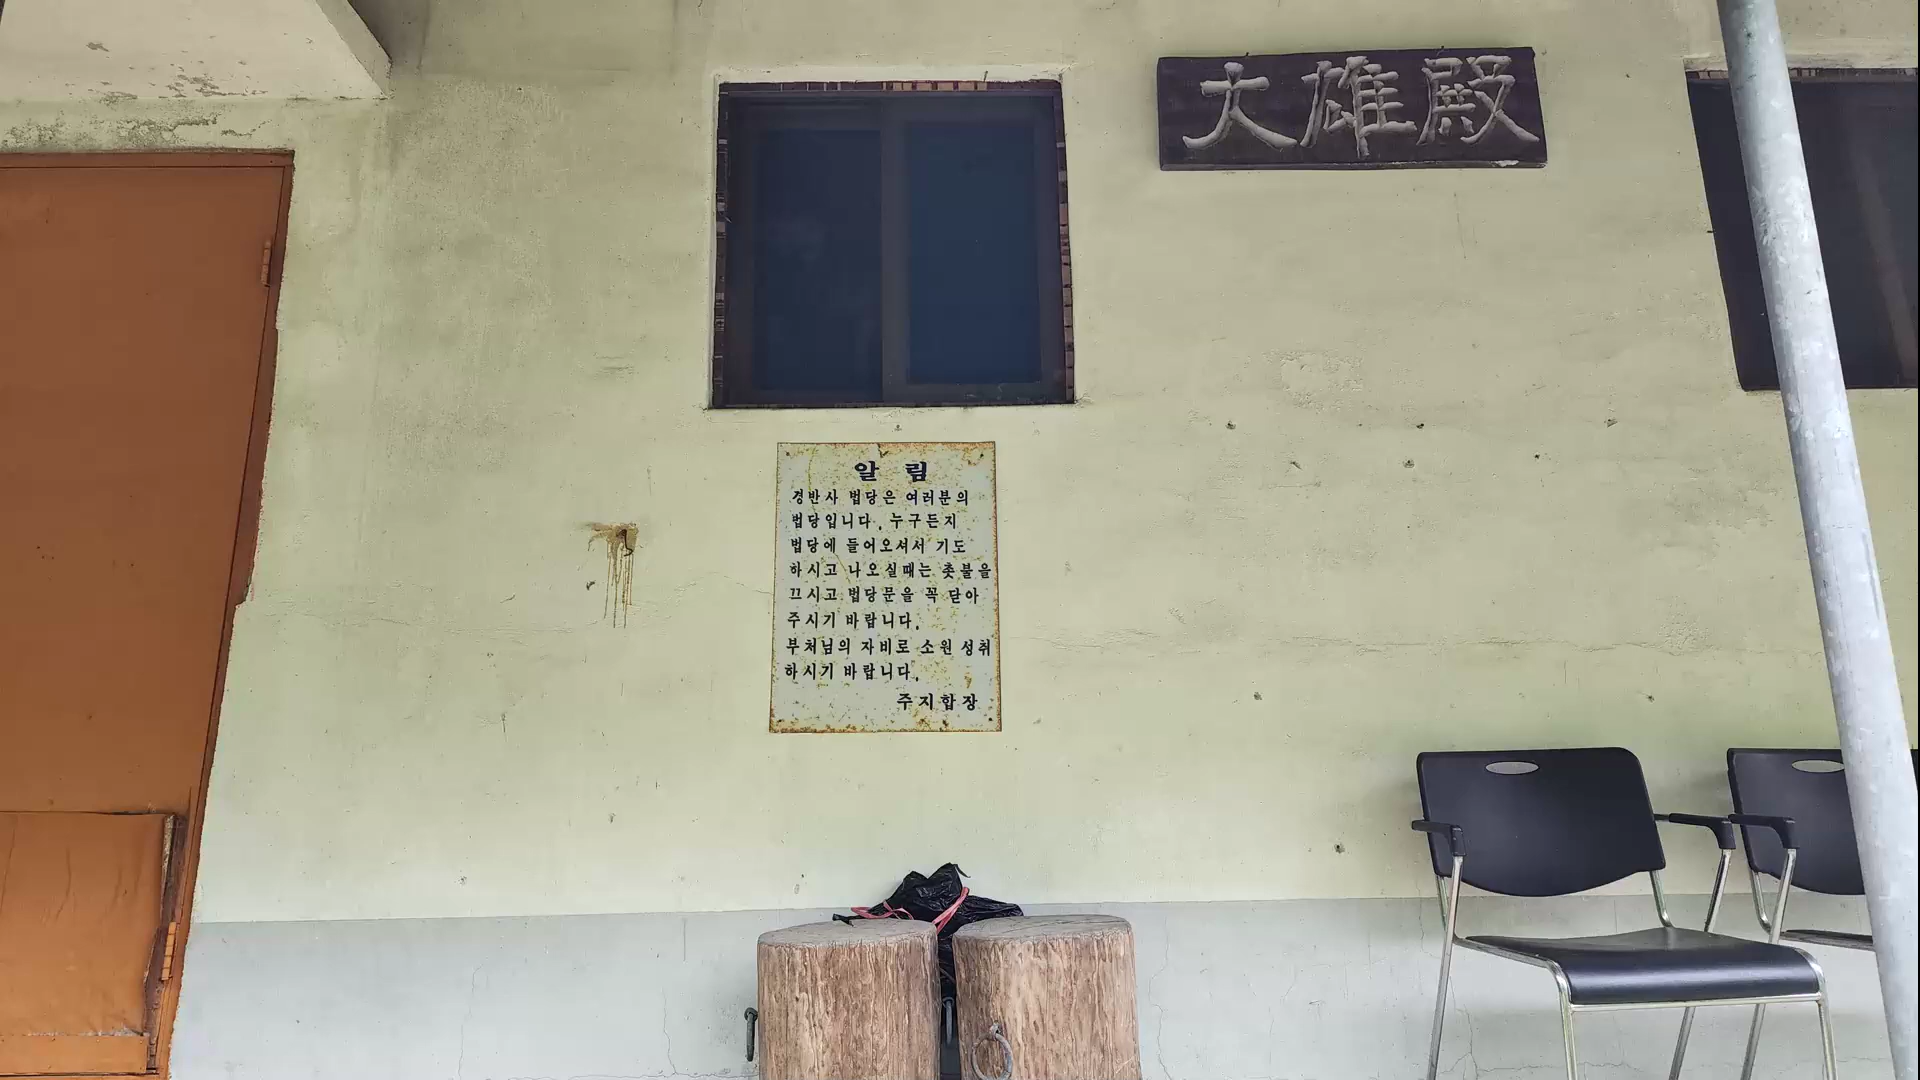 大雄殿
알 림
경반사 법당은 여러분의
법당입니다. 누구든지
법당에 들어오셔서 기도
하시고 나오실때는 촛불을
끄시고 법당문을 꼭 닫아
주시기 바랍니다.
부처님의 자비로 소원 성취
하시기 바랍니다.
주지합장